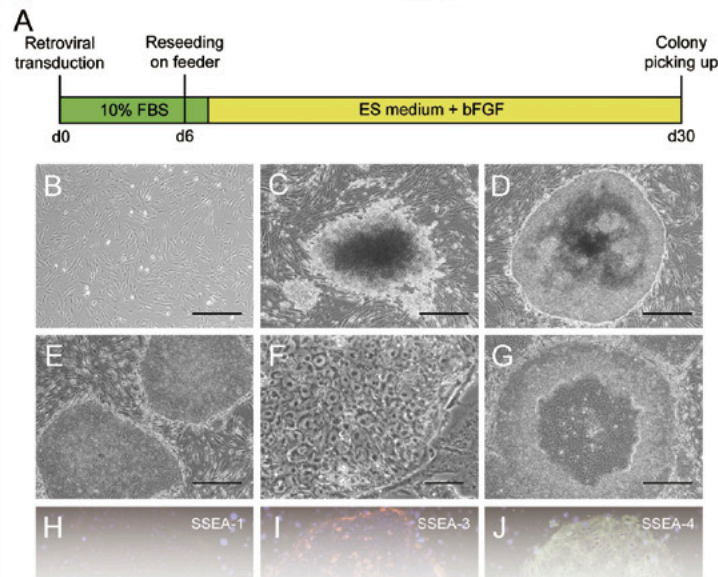 A
Retroviral
transduction
Reseeding
on feeder
Colony
picking up
10% FBS
ES medium + bFGF
d0
d6
d30
B
C
D
E
F
G
H
SSEA-1
I
SSEA-3
J
SSEA-4